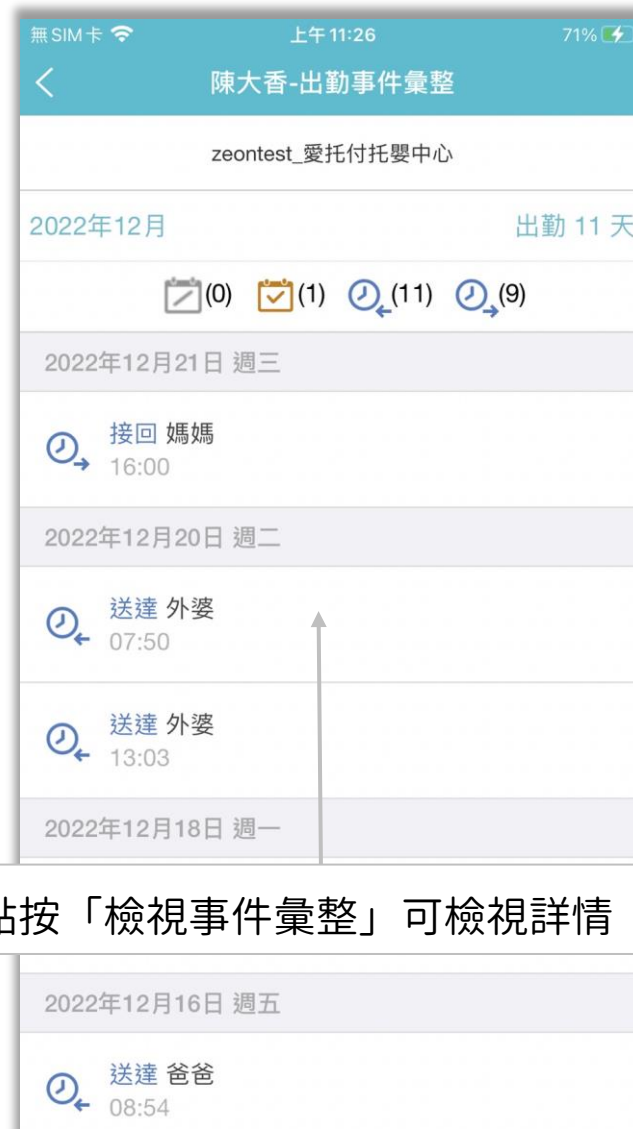 無SIM卡 上午11:26 71%
陳大香-出勤事件彙整
zeontest_愛托付托嬰中心
2022年12月 出勤 11 天
(0) (1) (11) (9)
2022年12月21日 週三
接回 媽媽
16:00
2022年12月20日 週二
送達 外婆
07:50
送達 外婆
13:03
2022年12月18日 週一
點按「檢視事件彙整」可檢視詳情
2022年12月16日 週五
送達 爸爸
08:54